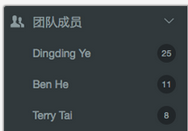 团队成员
Dingding Ye 25
Ben He 11
Terry Tai 8